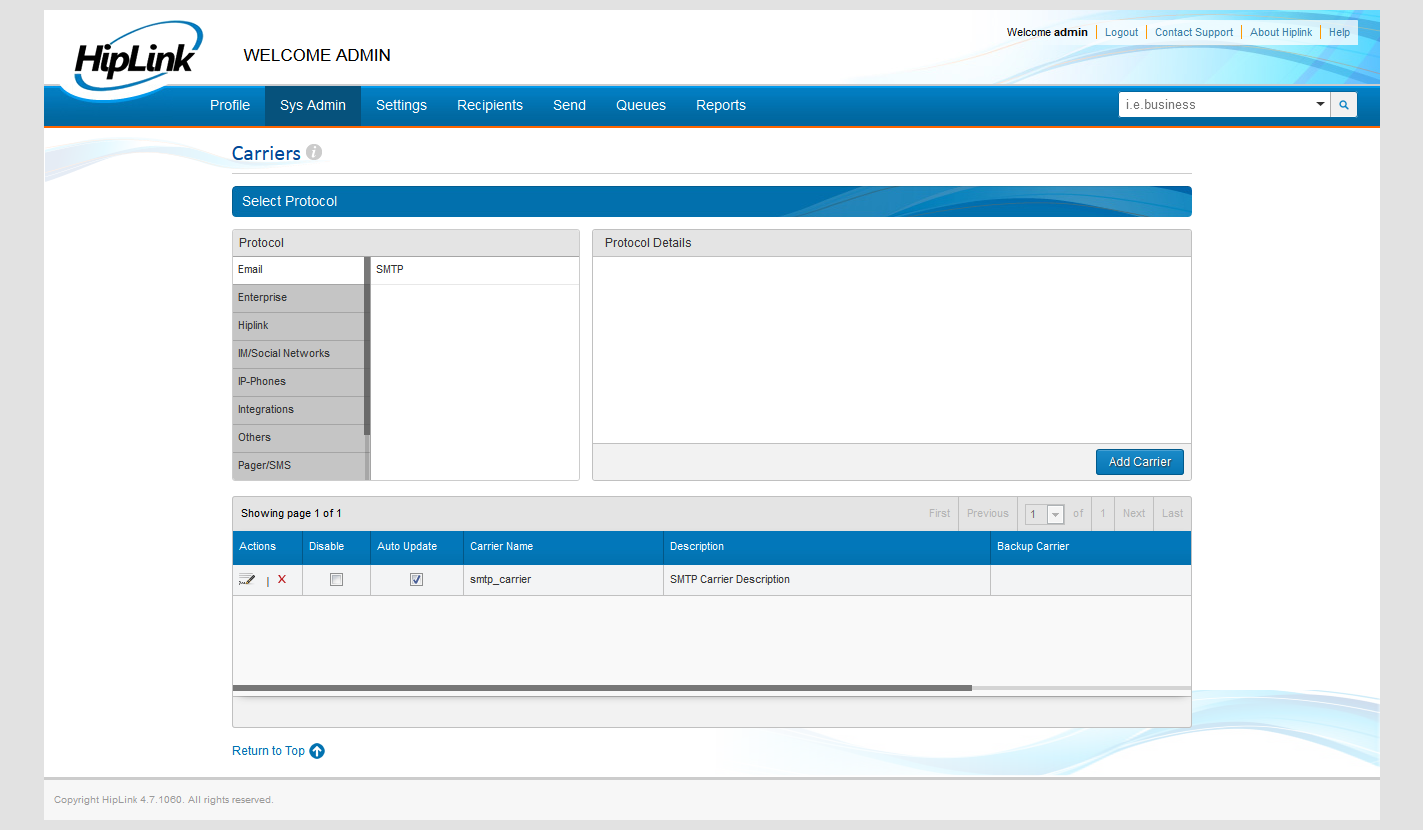 HipLink
WELCOME ADMIN
Welcome admin Logout Contact Support About Hiplink Help
Profile Sys Admin Settings Recipients Send Queues Reports i.e.business
Carriers i
Select Protocol
Protocol
Protocol Details
Email
SMTP
Enterprise
Hiplink
IM/Social Networks
IP-Phones
Integrations
Others
Pager/SMS
Add Carrier
Showing page 1 of 1 First Previous 1 of 1 Next Last
Actions Disable Auto Update Carrier Name Description Backup Carrier
| X smtp_carrier SMTP Carrier Description
Return to Top
Copyright HipLink 4.7.1060. All rights reserved.